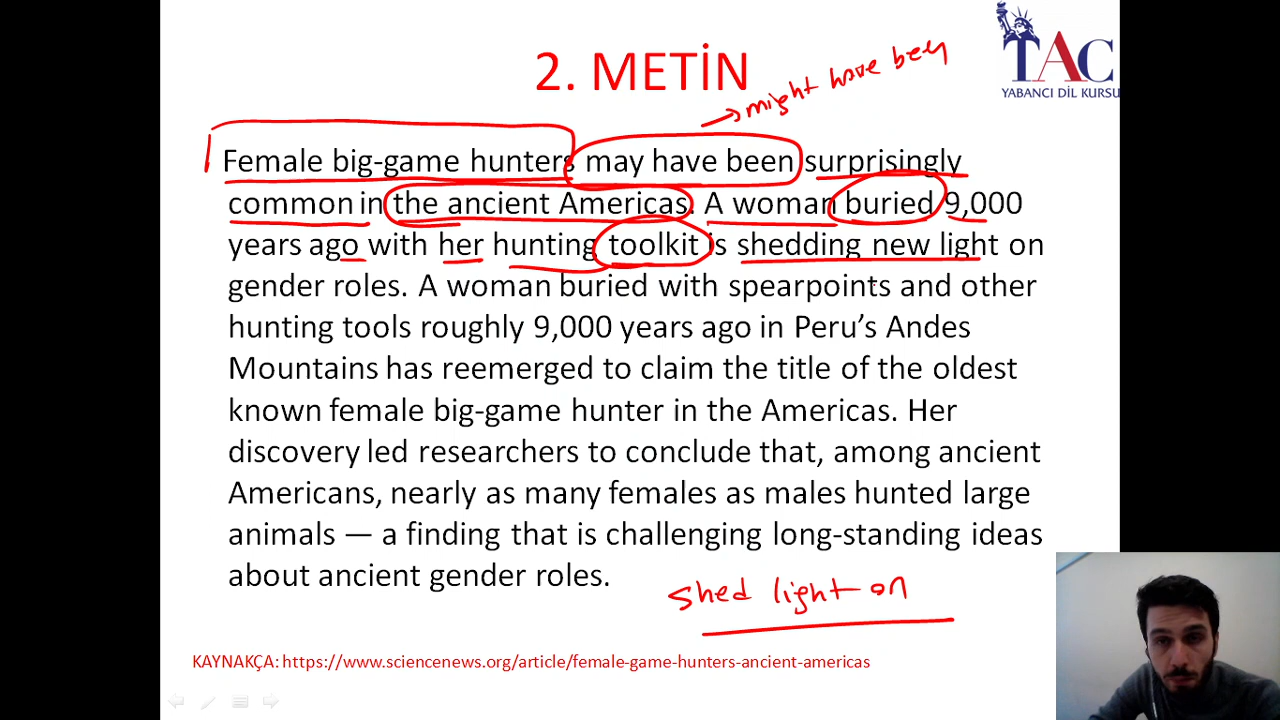 2. METİN
TAC
YABANCI DİL KURSU
might have been
Female big-game hunters may have been surprisingly
common in the ancient Americas. A woman buried 9,000
years ago with her hunting toolkit is shedding new light on
gender roles. A woman buried with spearpoints and other
hunting tools roughly 9,000 years ago in Peru’s Andes
Mountains has reemerged to claim the title of the oldest
known female big-game hunter in the Americas. Her
discovery led researchers to conclude that, among ancient
Americans, nearly as many females as males hunted large
animals — a finding that is challenging long-standing ideas
about ancient gender roles.
shed light on
KAYNAKÇA: https://www.sciencenews.org/article/female-game-hunters-ancient-americas